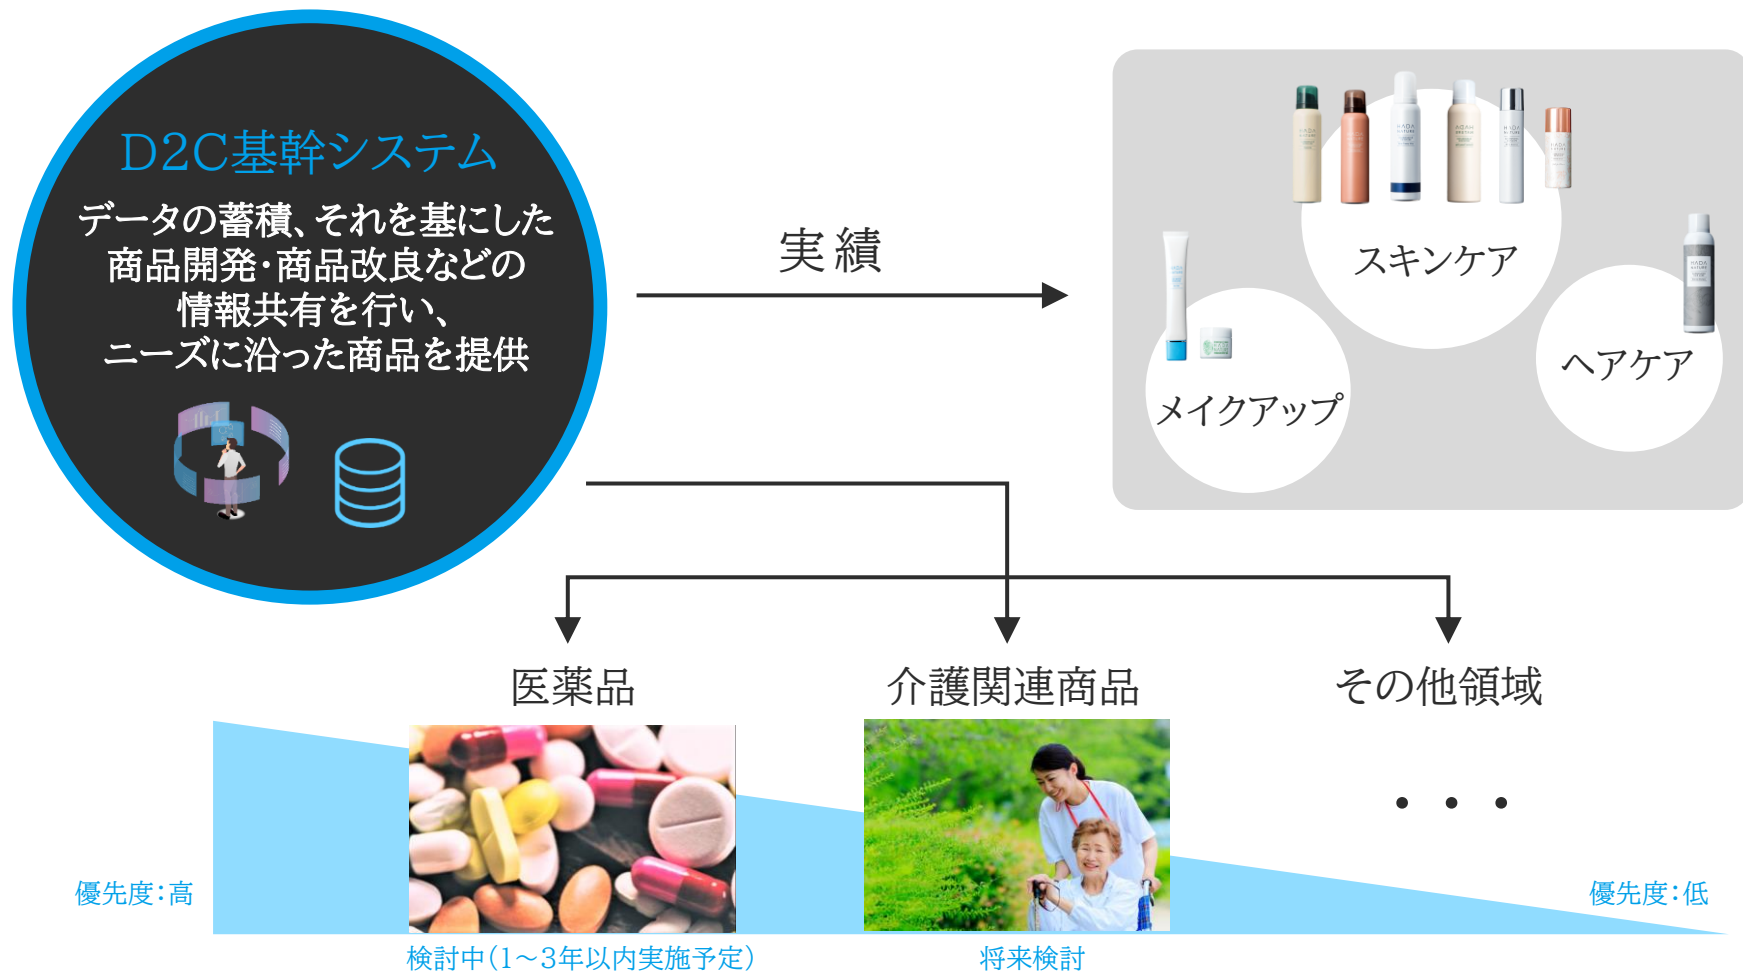 D2C基幹システム
データの蓄積、それを基にした
商品開発・商品改良などの
情報共有を行い、
ニーズに沿った商品を提供
実績
スキンケア
メイクアップ
ヘアケア
医薬品
介護関連商品
その他領域
・・・
優先度：高
優先度：低
検討中（1～3年以内実施予定）
将来検討